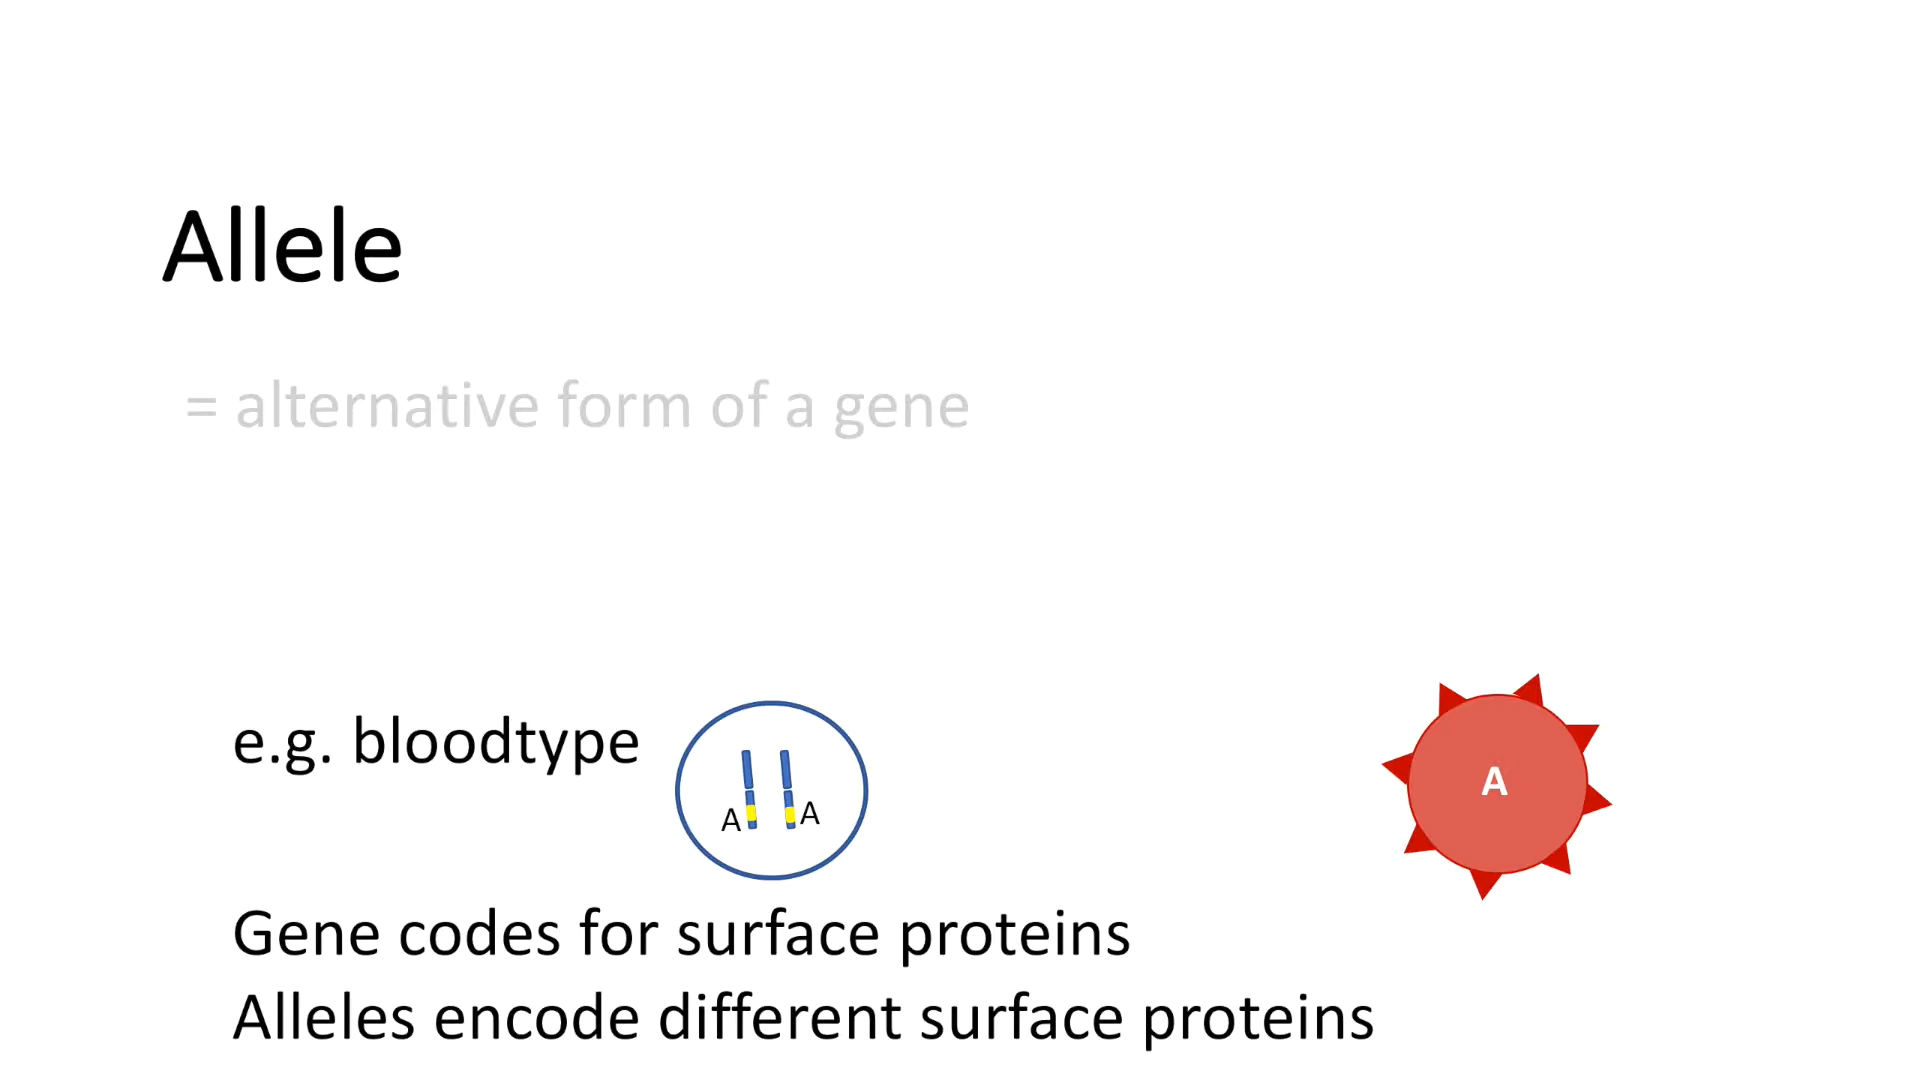 Allele
= alternative form of a gene
e.g. bloodtype
A A
A
Gene codes for surface proteins
Alleles encode different surface proteins